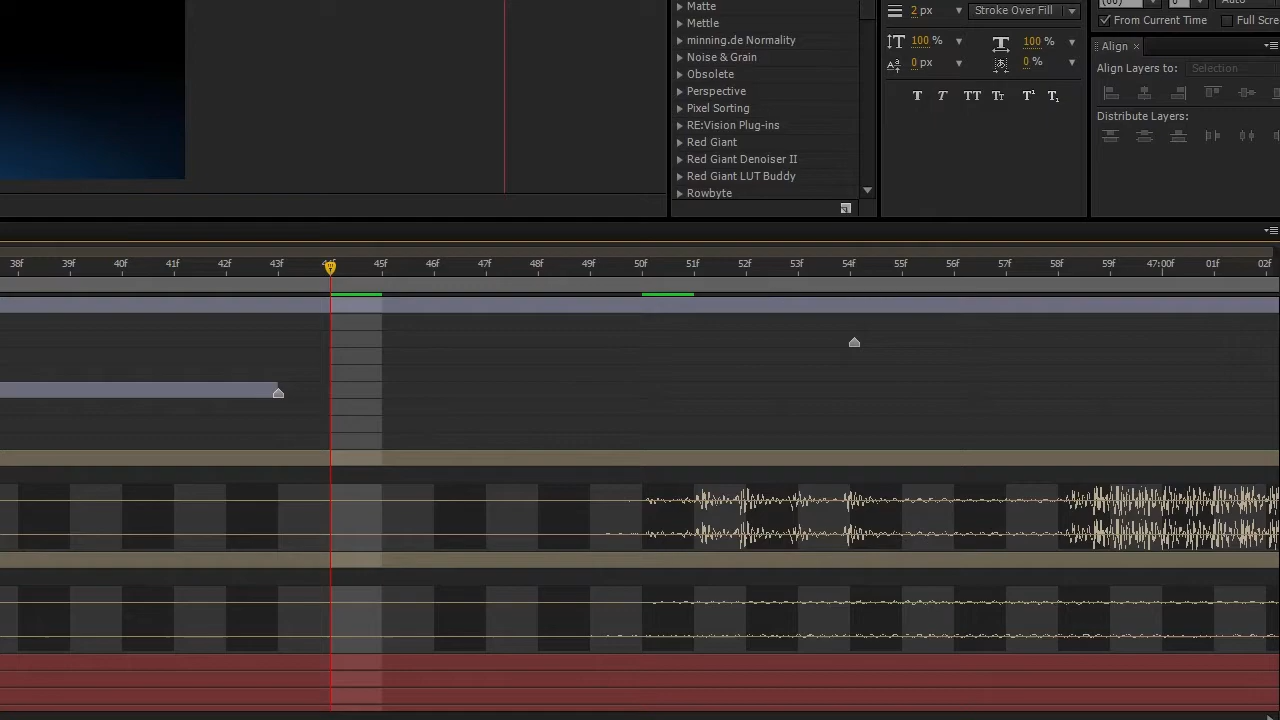 Matte
Mettle
minning.de Normality
Noise & Grain
Obsolete
Perspective
Pixel Sorting
RE:Vision Plug-ins
Red Giant
Red Giant Denoiser II
Red Giant LUT Buddy
Rowbyte
2 px
Stroke Over Fill
100 %
100 %
0 px
0 %
T T TT Tt T¹ T₁
From Current Time
Full Scre
Align
Align Layers to: Selection
Distribute Layers:
38f 39f 40f 41f 42f 43f 45f 46f 47f 48f 49f 50f 51f 52f 53f 54f 55f 56f 57f 58f 59f 47:00f 01f 02f